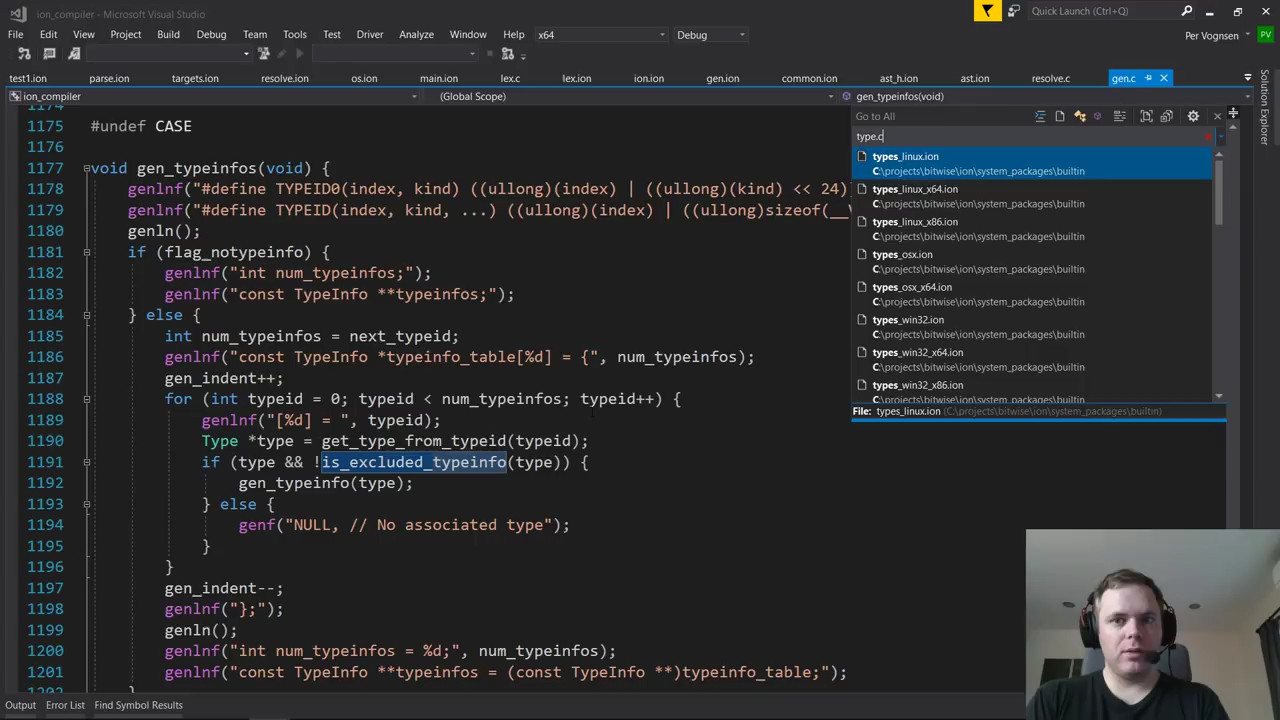 ion_compiler - Microsoft Visual Studio
Quick Launch (Ctrl+Q)
File Edit View Project Build Debug Team Tools Test Driver Analyze Window Help x64 Debug Per Vognsen PV
test1.ion parse.ion targets.ion resolve.ion os.ion main.ion lex.c lex.ion ion.ion gen.ion common.ion ast_h.ion ast.ion resolve.c gen.c
ion_compiler (Global Scope) gen_typeinfos(void)
Solution Explorer
Go to All
type.c
types_linux.ion
C:\projects\bitwise\ion\system_packages\builtin
types_linux_x64.ion
C:\projects\bitwise\ion\system_packages\builtin
types_linux_x86.ion
C:\projects\bitwise\ion\system_packages\builtin
types_osx.ion
C:\projects\bitwise\ion\system_packages\builtin
types_osx_x64.ion
C:\projects\bitwise\ion\system_packages\builtin
types_win32.ion
C:\projects\bitwise\ion\system_packages\builtin
types_win32_x64.ion
C:\projects\bitwise\ion\system_packages\builtin
types_win32_x86.ion
C:\projects\bitwise\ion\system_packages\builtin
File: types_linux.ion (C:\projects\bitwise\ion\system_packages\builtin)
1174
1175 #undef CASE
1176
1177 void gen_typeinfos(void) {
1178 genlnf("#define TYPEID0(index, kind) ((ullong)(index) | ((ullong)(kind) << 24)
1179 genlnf("#define TYPEID(index, kind, ...) ((ullong)(index) | ((ullong)sizeof(__
1180 genln();
1181 if (flag_notypeinfo) {
1182 genlnf("int num_typeinfos;");
1183 genlnf("const TypeInfo **typeinfos;");
1184 } else {
1185 int num_typeinfos = next_typeid;
1186 genlnf("const TypeInfo *typeinfo_table[%d] = {", num_typeinfos);
1187 gen_indent++;
1188 for (int typeid = 0; typeid < num_typeinfos; typeid++) {
1189 genlnf("[%d] = ", typeid);
1190 Type *type = get_type_from_typeid(typeid);
1191 if (type && !is_excluded_typeinfo(type)) {
1192 gen_typeinfo(type);
1193 } else {
1194 genf("NULL, // No associated type");
1195 }
1196 }
1197 gen_indent--;
1198 genlnf("};");
1199 genln();
1200 genlnf("int num_typeinfos = %d;", num_typeinfos);
1201 genlnf("const TypeInfo **typeinfos = (const TypeInfo **)typeinfo_table;");
1202 }
Output Error List Find Symbol Results